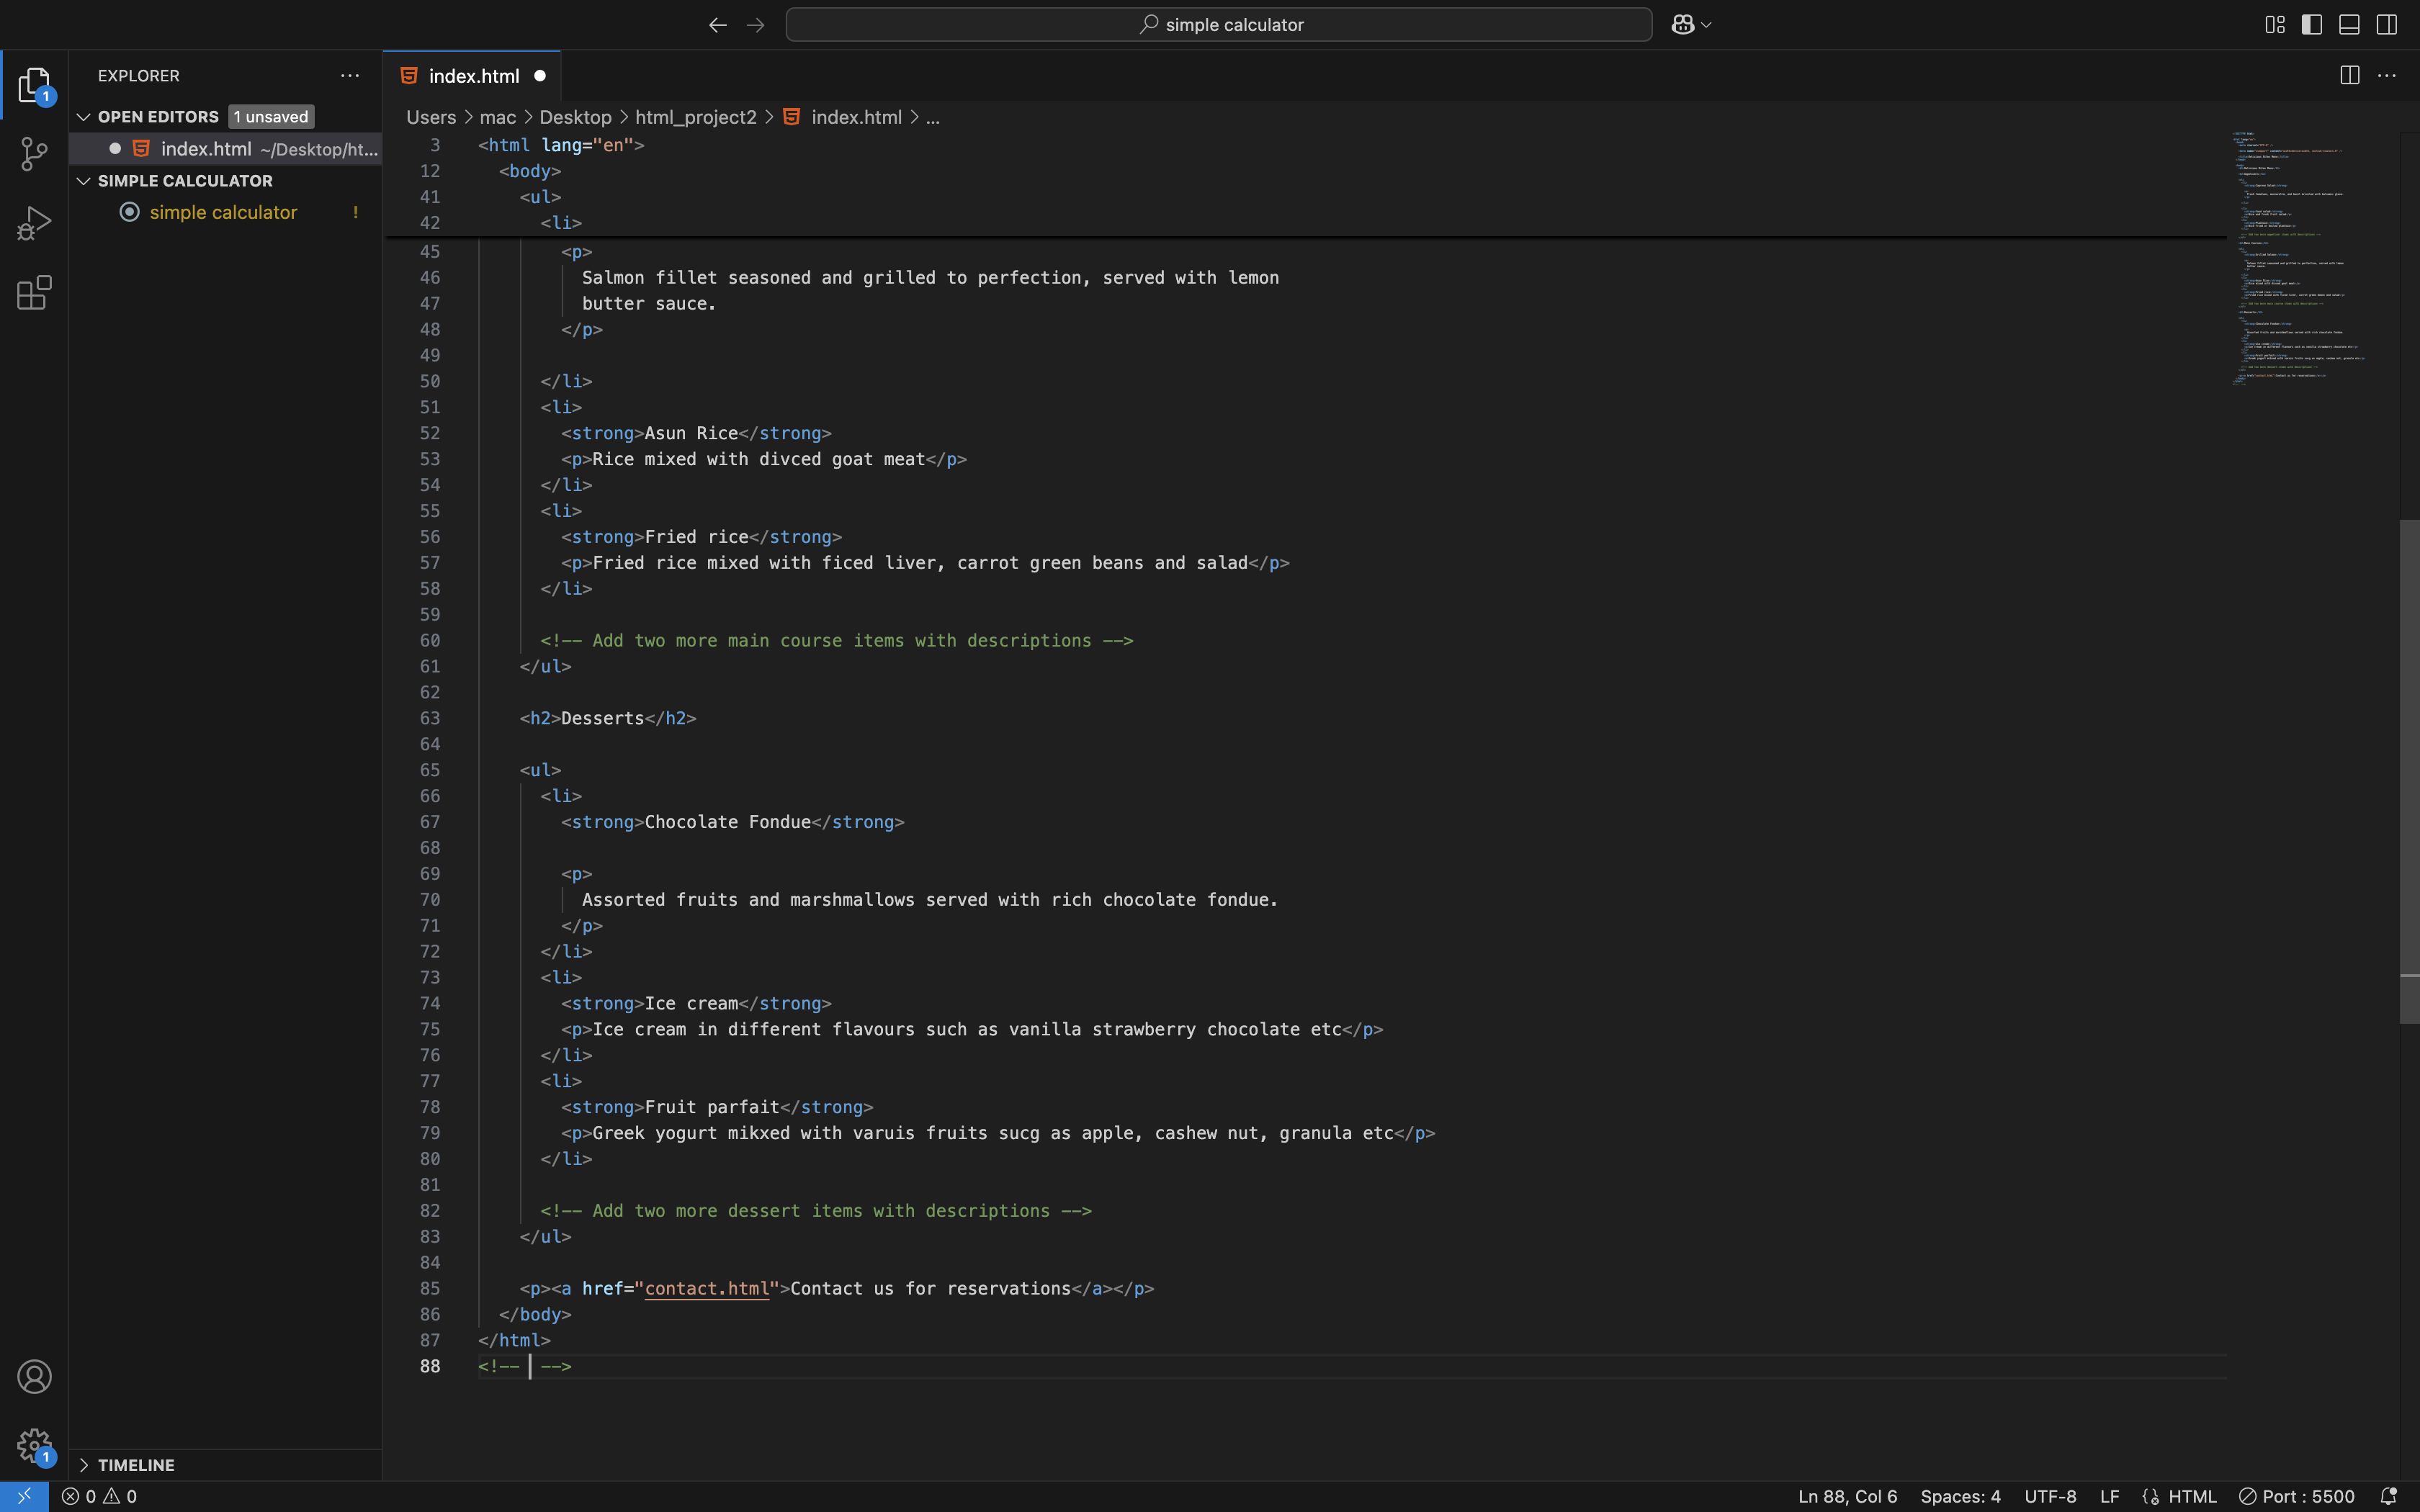 simple calculator
EXPLORER
index.html
1
OPEN EDITORS 1 unsaved
Users > mac > Desktop > html_project2 > index.html > ...
index.html ~/Desktop/ht...
SIMPLE CALCULATOR
simple calculator !
3 <html lang="en">
12 <body>
41 <ul>
42 <li>
45 <p>
46 Salmon fillet seasoned and grilled to perfection, served with lemon
47 butter sauce.
48 </p>
49
50 </li>
51 <li>
52 <strong>Asun Rice</strong>
53 <p>Rice mixed with divced goat meat</p>
54 </li>
55 <li>
56 <strong>Fried rice</strong>
57 <p>Fried rice mixed with ficed liver, carrot green beans and salad</p>
58 </li>
59
60 <!-- Add two more main course items with descriptions -->
61 </ul>
62
63 <h2>Desserts</h2>
64
65 <ul>
66 <li>
67 <strong>Chocolate Fondue</strong>
68
69 <p>
70 Assorted fruits and marshmallows served with rich chocolate fondue.
71 </p>
72 </li>
73 <li>
74 <strong>Ice cream</strong>
75 <p>Ice cream in different flavours such as vanilla strawberry chocolate etc</p>
76 </li>
77 <li>
78 <strong>Fruit parfait</strong>
79 <p>Greek yogurt mikxed with varuis fruits sucg as apple, cashew nut, granula etc</p>
80 </li>
81
82 <!-- Add two more dessert items with descriptions -->
83 </ul>
84
85 <p><a href="contact.html">Contact us for reservations</a></p>
86 </body>
87 </html>
88 <!-- -->
1
TIMELINE
0 0
Ln 88, Col 6 Spaces: 4 UTF-8 LF HTML Port : 5500